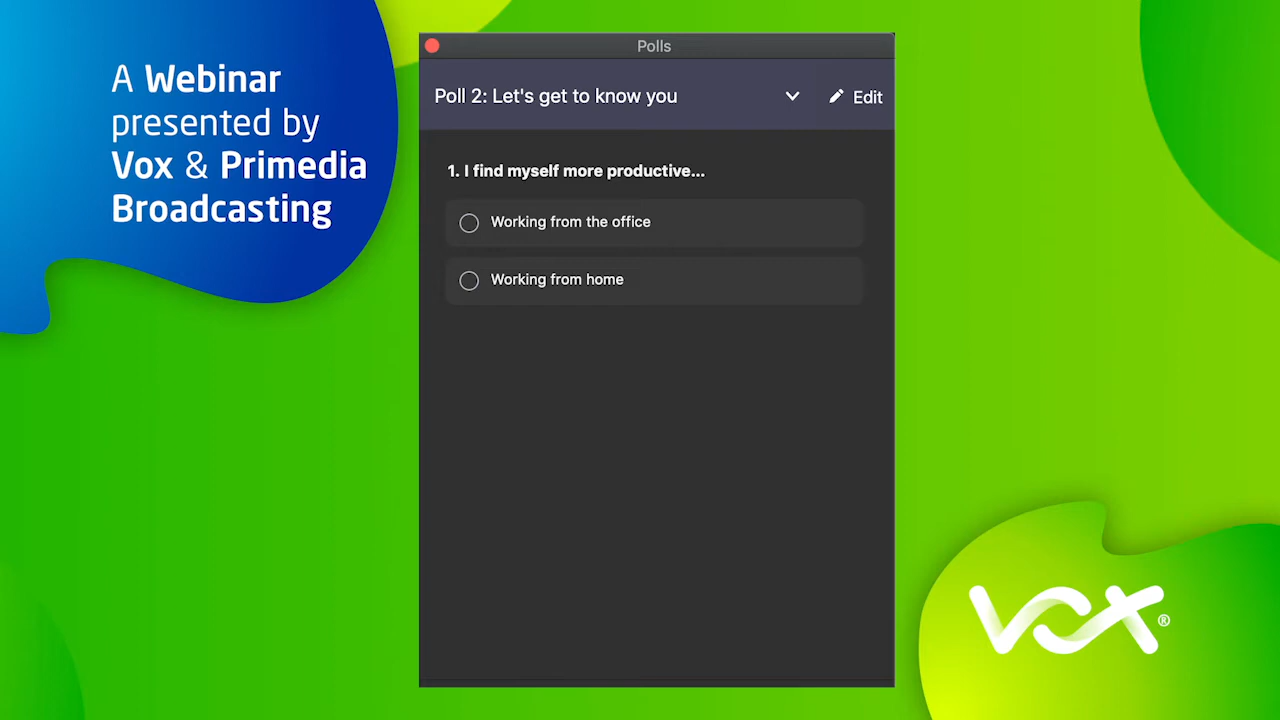 A Webinar
presented by
Vox & Primedia
Broadcasting
Polls
Poll 2: Let's get to know you
Edit
1. I find myself more productive...
Working from the office
Working from home
VOX®